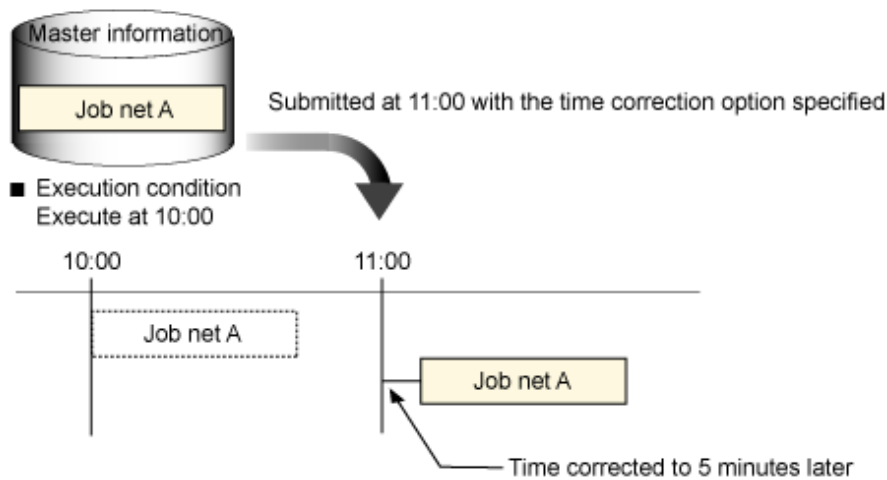 Master information
Job net A
Submitted at 11:00 with the time correction option specified
■ Execution condition
Execute at 10:00
10:00
11:00
Job net A
Job net A
Time corrected to 5 minutes later